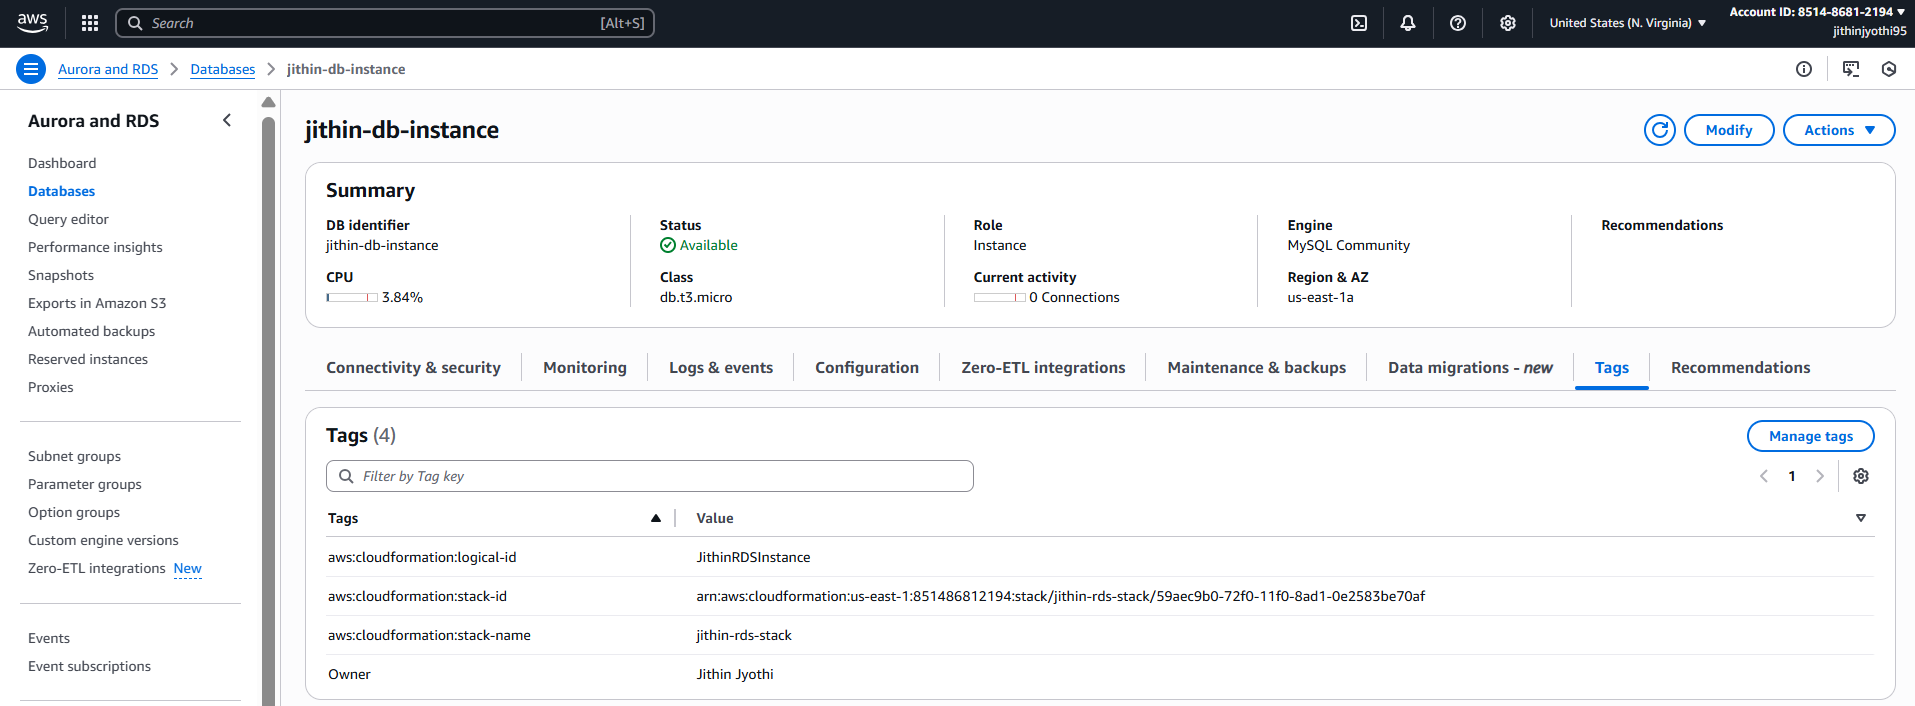 aws
Search [Alt+S]
United States (N. Virginia)
Account ID: 8514-8681-2194
jithinjyothi95
Aurora and RDS
Databases
jithin-db-instance
Aurora and RDS
Dashboard
Databases
Query editor
Performance insights
Snapshots
Exports in Amazon S3
Automated backups
Reserved instances
Proxies
Subnet groups
Parameter groups
Option groups
Custom engine versions
Zero-ETL integrations New
Events
Event subscriptions
jithin-db-instance
Modify
Actions
Summary
DB identifier
jithin-db-instance
CPU
3.84%
Status
Available
Class
db.t3.micro
Role
Instance
Current activity
0 Connections
Engine
MySQL Community
Region & AZ
us-east-1a
Recommendations
Connectivity & security
Monitoring
Logs & events
Configuration
Zero-ETL integrations
Maintenance & backups
Data migrations - new
Tags
Recommendations
Tags (4)
Manage tags
Filter by Tag key
1
Tags Value
aws:cloudformation:logical-id JithinRDSInstance
aws:cloudformation:stack-id arn:aws:cloudformation:us-east-1:851486812194:stack/jithin-rds-stack/59aec9b0-72f0-11f0-8ad1-0e2583be70af
aws:cloudformation:stack-name jithin-rds-stack
Owner Jithin Jyothi